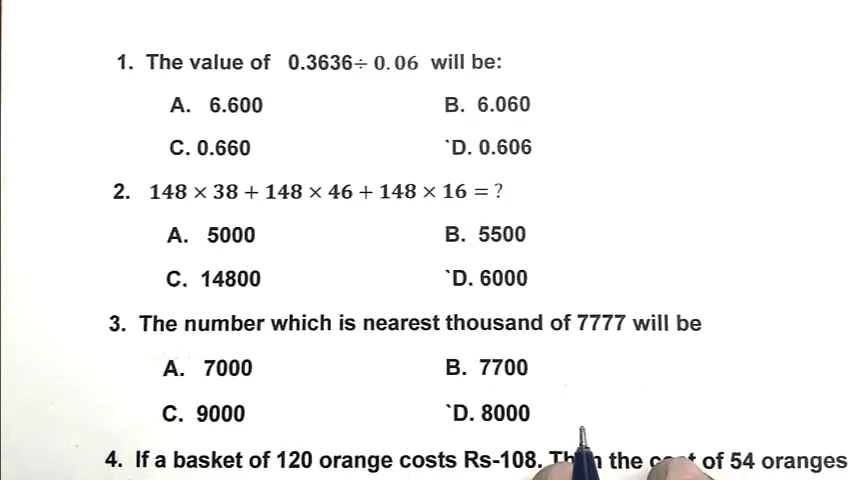 1. The value of 0.3636÷ 0.06 will be:
A. 6.600 B. 6.060
C. 0.660 `D. 0.606
2. 148 × 38 + 148 × 46 + 148 × 16 = ?
A. 5000 B. 5500
C. 14800 `D. 6000
3. The number which is nearest thousand of 7777 will be
A. 7000 B. 7700
C. 9000 `D. 8000
4. If a basket of 120 orange costs Rs-108. the of 54 oranges